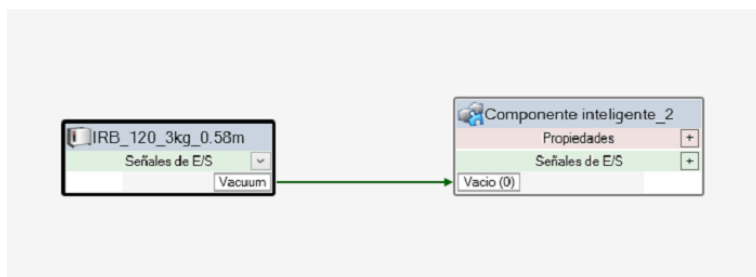 IRB_120_3kg_0.58m
Señales de E/S
Vacuum
Componente inteligente_2
Propiedades +
Señales de E/S +
Vacio (0)